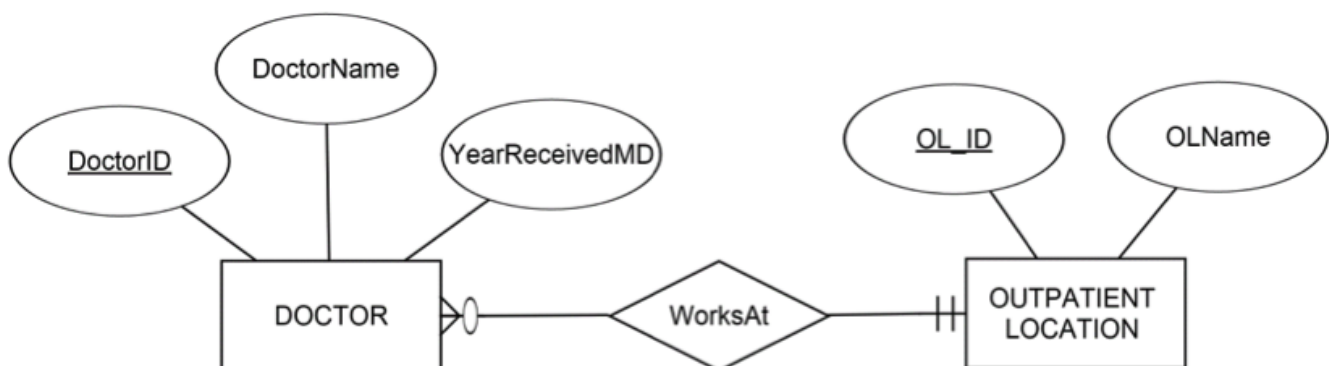 DoctorName
DoctorID
YearReceivedMD
OL_ID
OLName
DOCTOR
WorksAt
OUTPATIENT
LOCATION